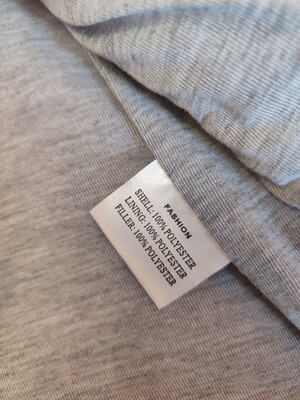 FASHION
SHELL: 100% POLYESTER
LINING: 100% POLYESTER
FILLER: 100% POLYESTER